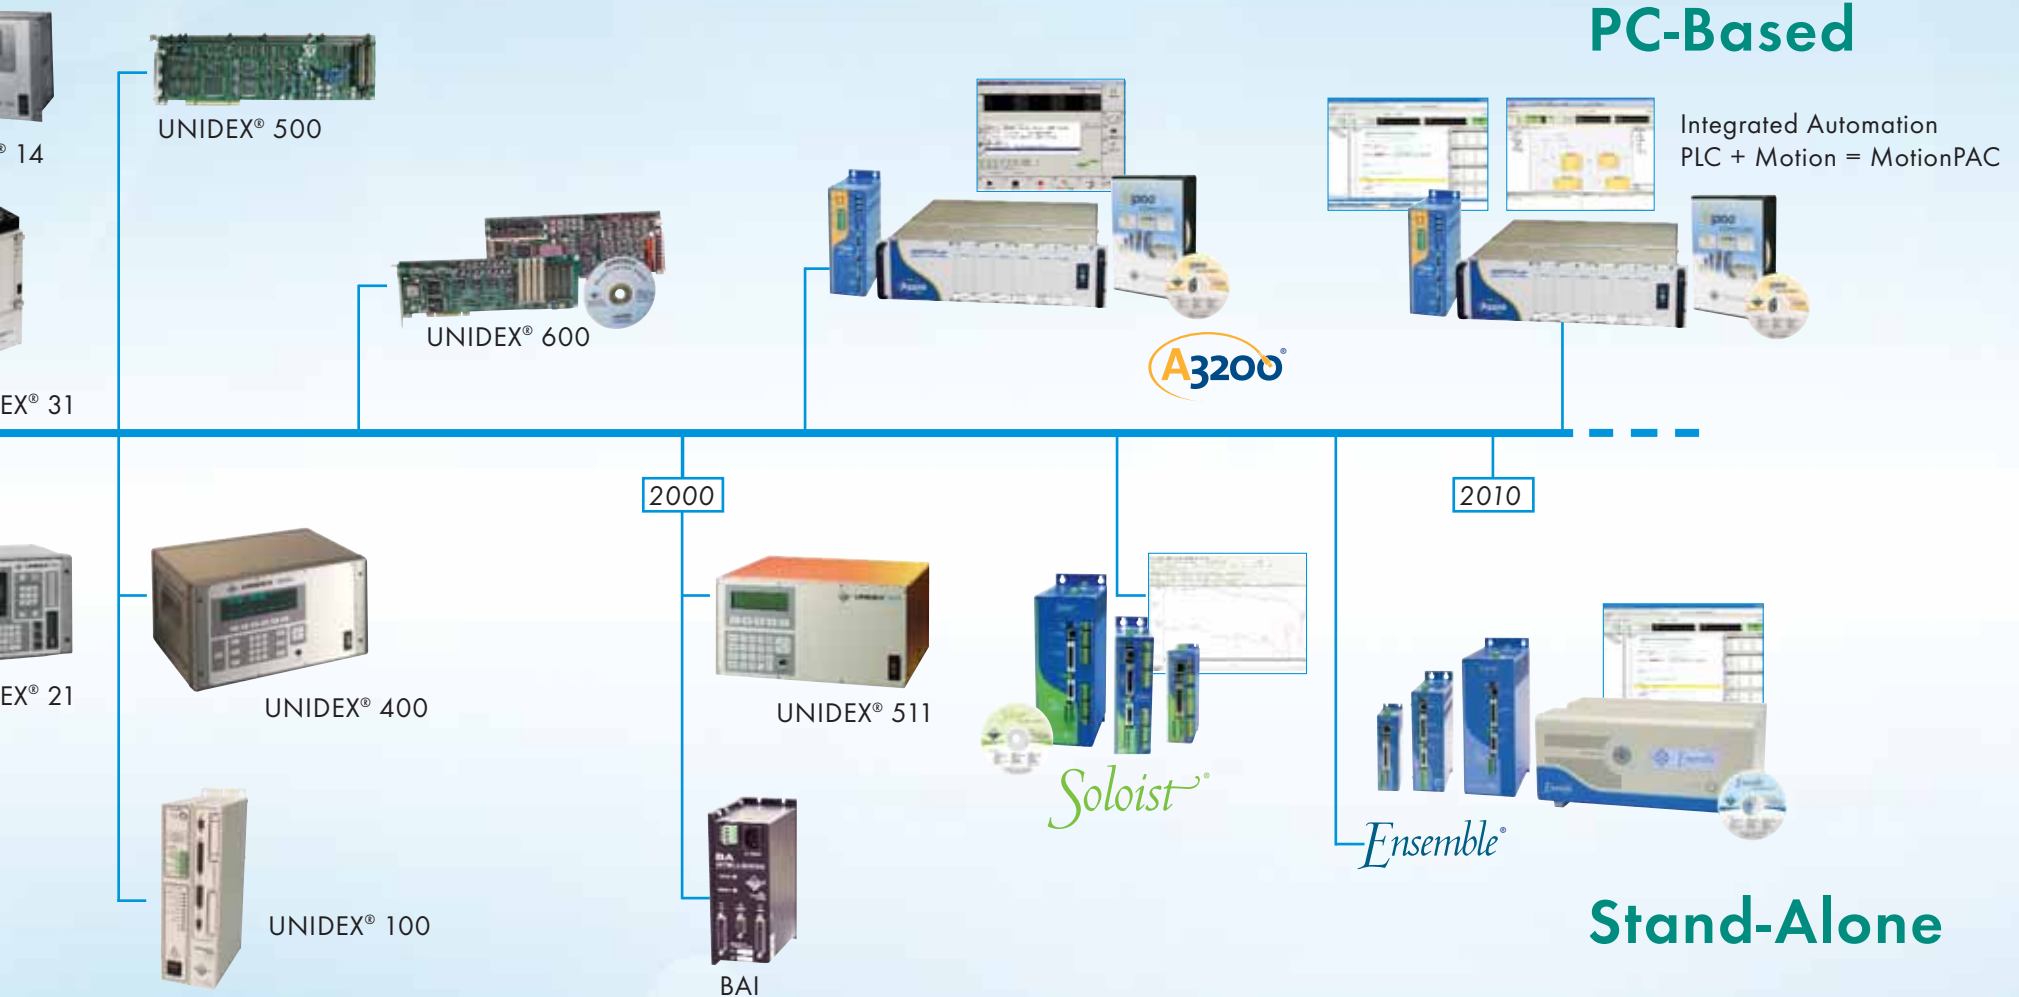 PC-Based
UNIDEX® 500
® 14
Integrated Automation
PLC + Motion = MotionPAC
UNIDEX® 600
A3200®
EX® 31
2000
2010
EX® 21
UNIDEX® 400
UNIDEX® 511
Soloist®
Ensemble®
UNIDEX® 100
BA
BAI
Stand-Alone